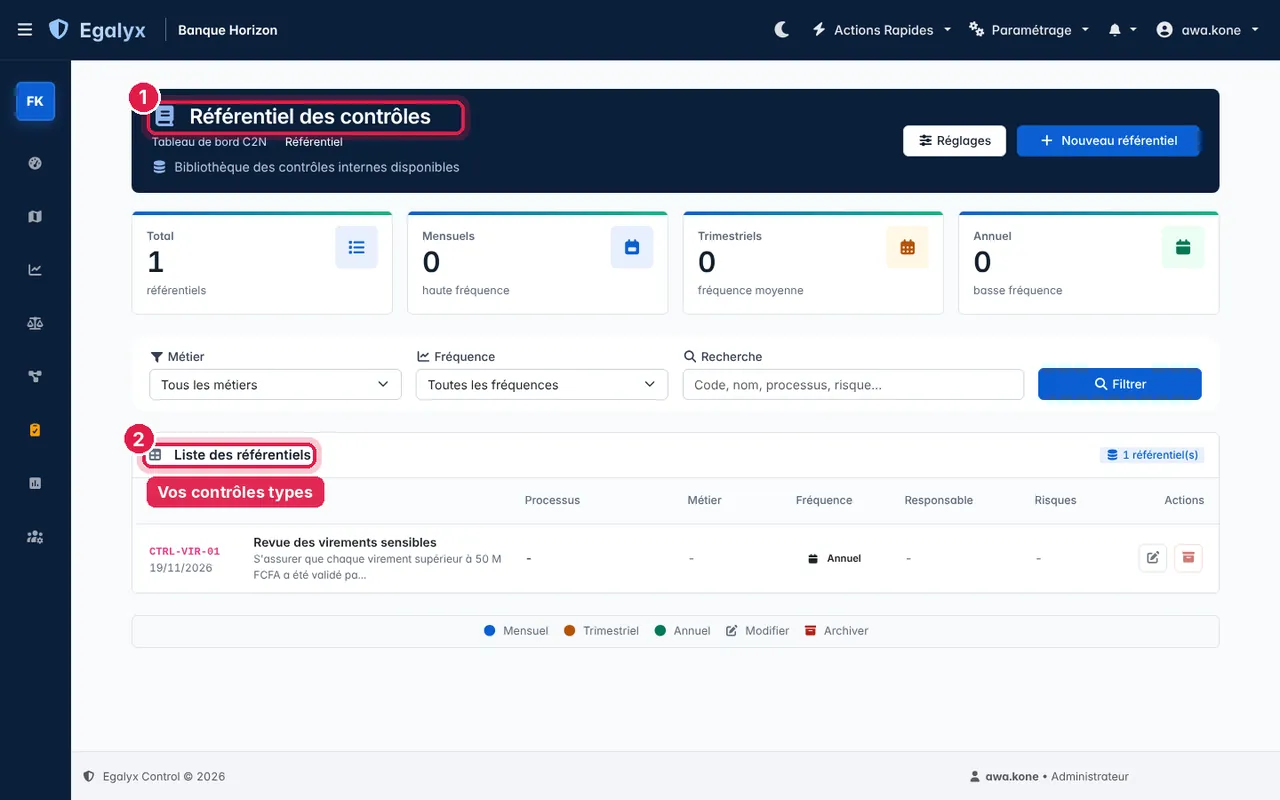 Egalyx
Banque Horizon
Actions Rapides
Paramétrage
awa.kone
FK
1
Référentiel des contrôles
Tableau de bord C2N
Référentiel
Bibliothèque des contrôles internes disponibles
Réglages
+ Nouveau référentiel
Total
1
référentiels
Mensuels
0
haute fréquence
Trimestriels
0
fréquence moyenne
Annuel
0
basse fréquence
Métier
Tous les métiers
Fréquence
Toutes les fréquences
Recherche
Code, nom, processus, risque...
Filtrer
2
Liste des référentiels
1 référentiel(s)
Vos contrôles types
Processus
Métier
Fréquence
Responsable
Risques
Actions
CTRL-VIR-01
19/11/2026
Revue des virements sensibles
S'assurer que chaque virement supérieur à 50 M
FCFA a été validé pa...
-
-
Annuel
-
-
Mensuel
Trimestriel
Annuel
Modifier
Archiver
Egalyx Control © 2026
awa.kone • Administrateur